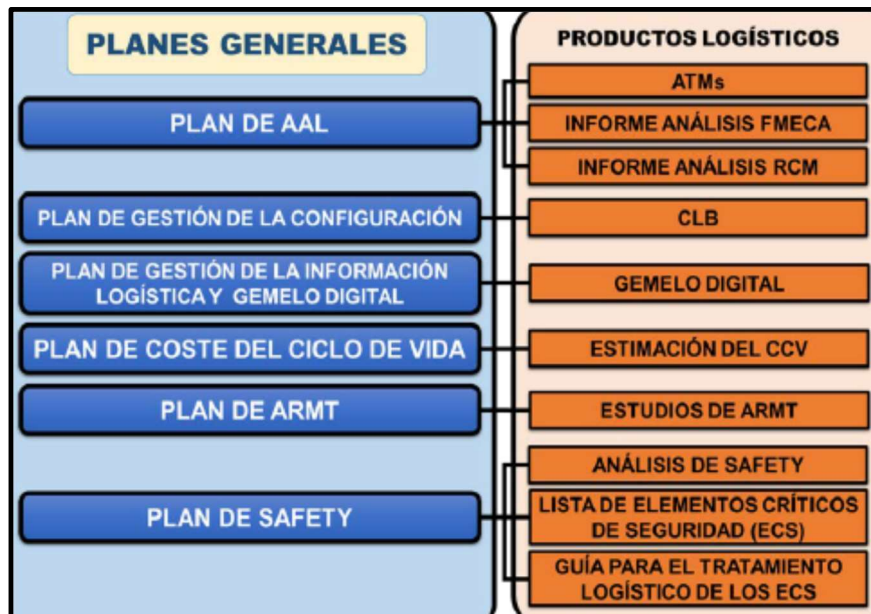 PLANES GENERALES
PRODUCTOS LOGÍSTICOS
PLAN DE AAL
ATMs
INFORME ANÁLISIS FMECA
INFORME ANÁLISIS RCM
PLAN DE GESTIÓN DE LA CONFIGURACIÓN
CLB
PLAN DE GESTIÓN DE LA INFORMACIÓN
LOGÍSTICA Y GEMELO DIGITAL
GEMELO DIGITAL
PLAN DE COSTE DEL CICLO DE VIDA
ESTIMACIÓN DEL CCV
PLAN DE ARMT
ESTUDIOS DE ARMT
PLAN DE SAFETY
ANÁLISIS DE SAFETY
LISTA DE ELEMENTOS CRÍTICOS
DE SEGURIDAD (ECS)
GUÍA PARA EL TRATAMIENTO
LOGÍSTICO DE LOS ECS